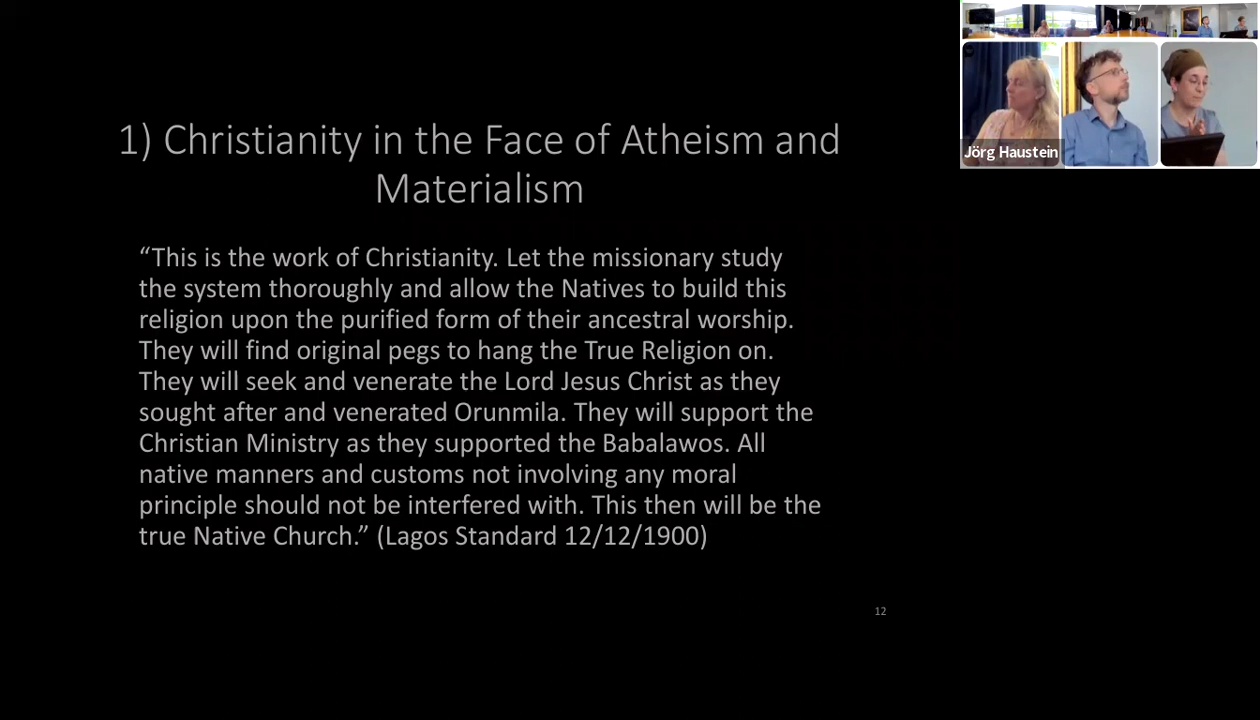 1) Christianity in the Face of Atheism and
Materialism
“This is the work of Christianity. Let the missionary study
the system thoroughly and allow the Natives to build this
religion upon the purified form of their ancestral worship.
They will find original pegs to hang the True Religion on.
They will seek and venerate the Lord Jesus Christ as they
sought after and venerated Orunmila. They will support the
Christian Ministry as they supported the Babalawos. All
native manners and customs not involving any moral
principle should not be interfered with. This then will be the
true Native Church.” (Lagos Standard 12/12/1900)
12
Jörg Haustein